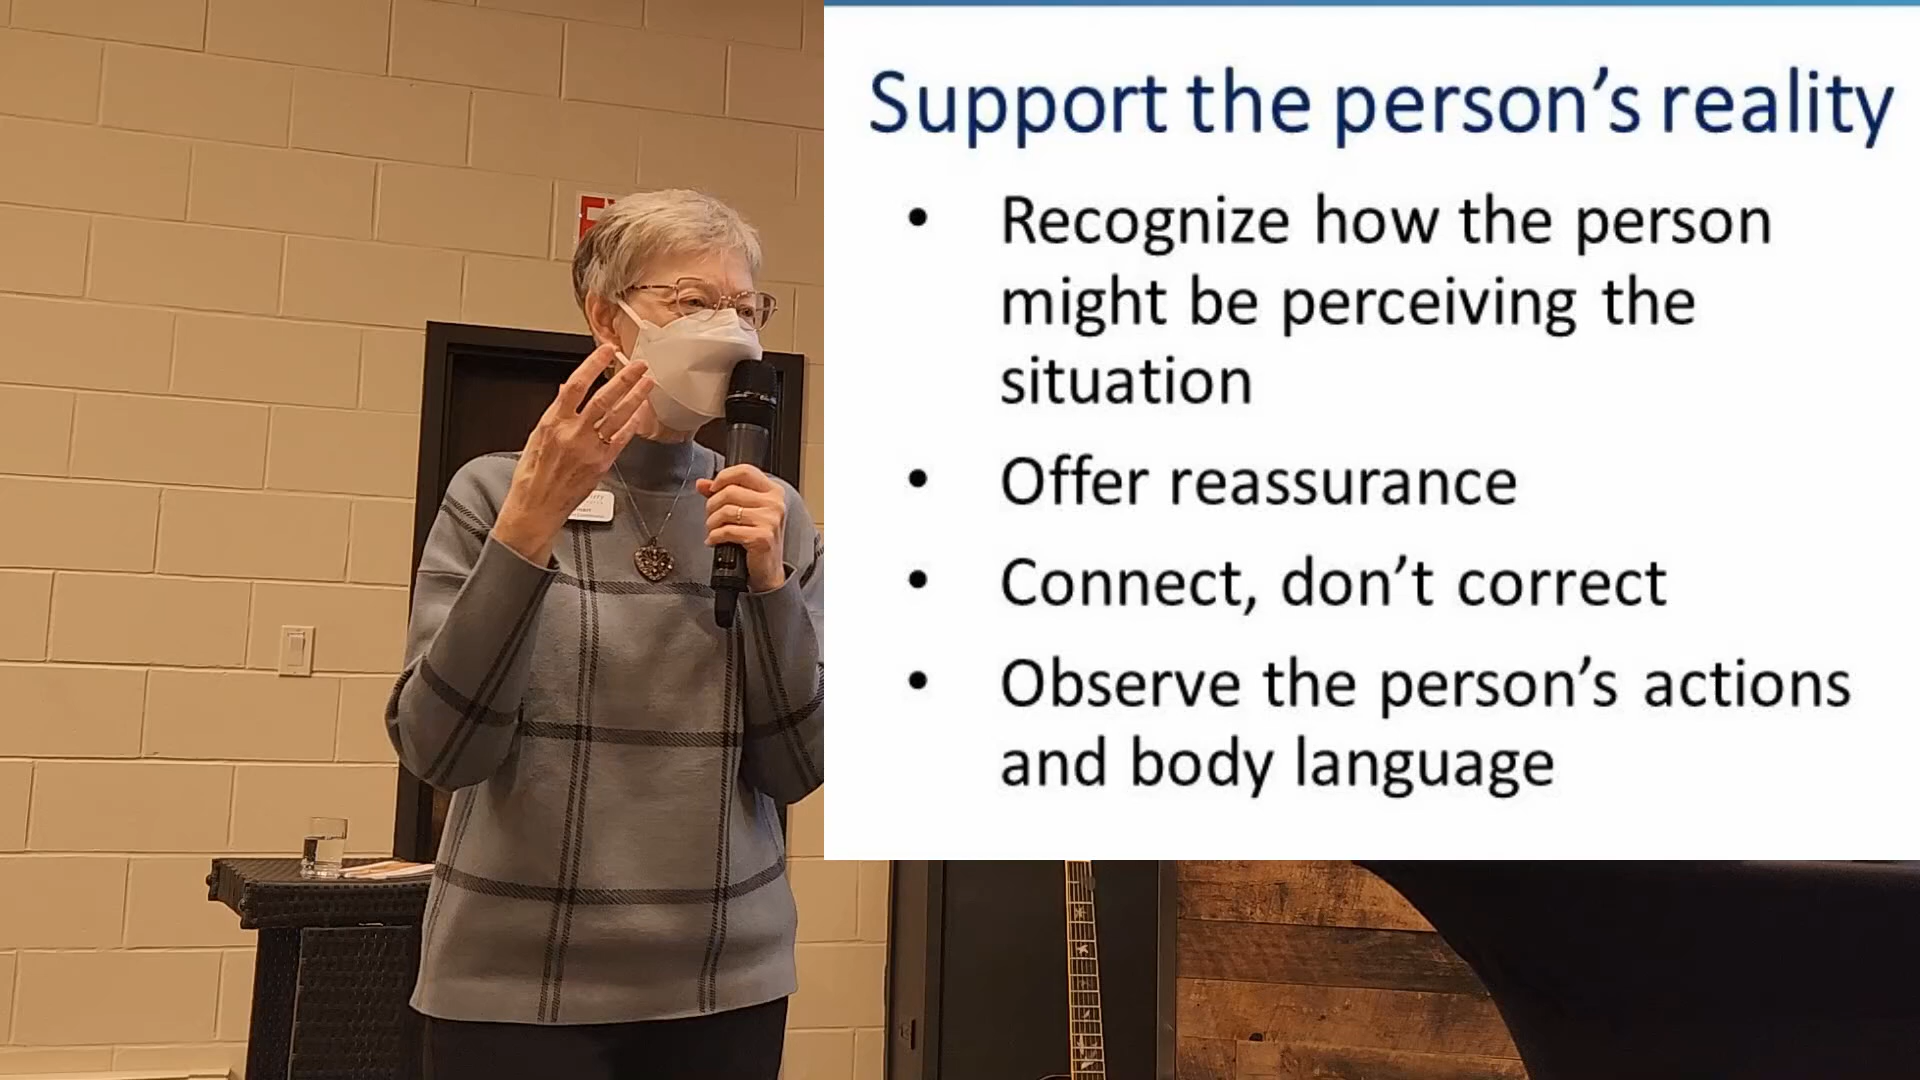 Support the person’s reality
• Recognize how the person
might be perceiving the
situation
• Offer reassurance
• Connect, don’t correct
• Observe the person’s actions
and body language